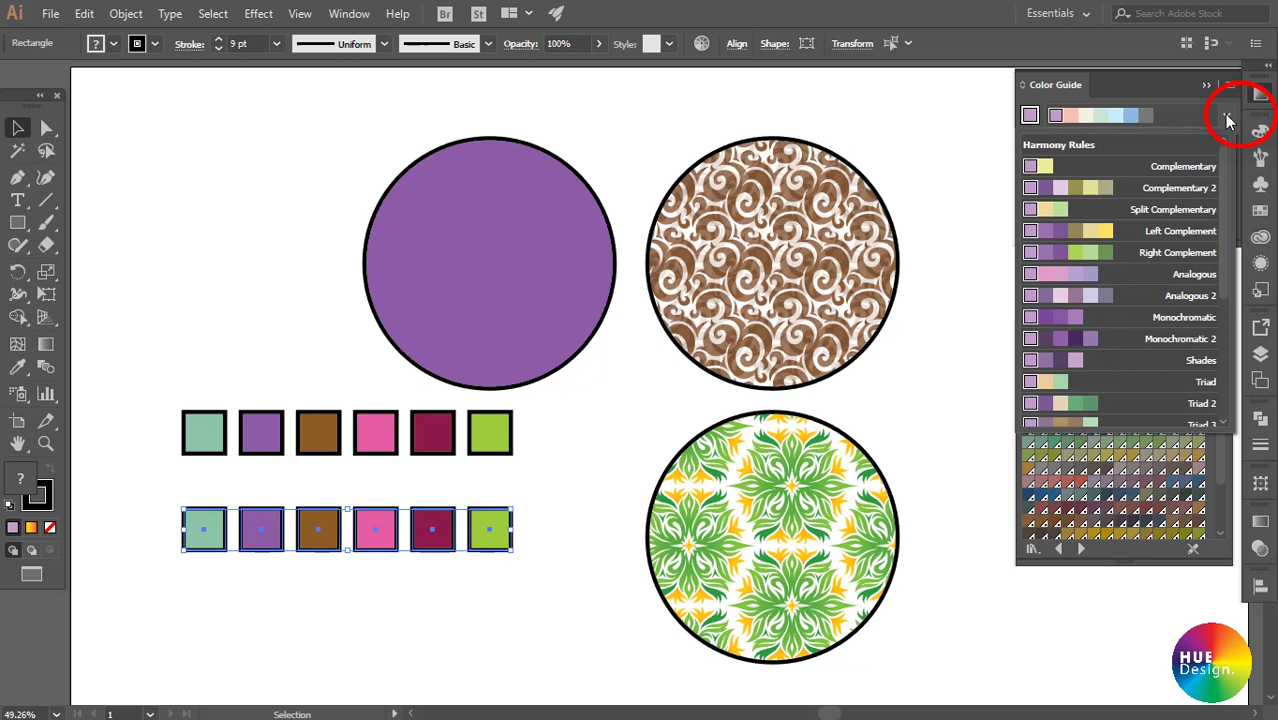 Ai File Edit Object Type Select Effect View Window Help Br St Essentials Search Adobe Stock
Rectangle ? Stroke: 9 pt Uniform Basic Opacity: 100% Style: Align Shape: Transform
Color Guide
Harmony Rules
Complementary
Complementary 2
Split Complementary
Left Complement
Right Complement
Analogous
Analogous 2
Monochromatic
Monochromatic 2
Shades
Triad
Triad 2
Triad 3
?
HUE
Design.
49.26% 1 Selection